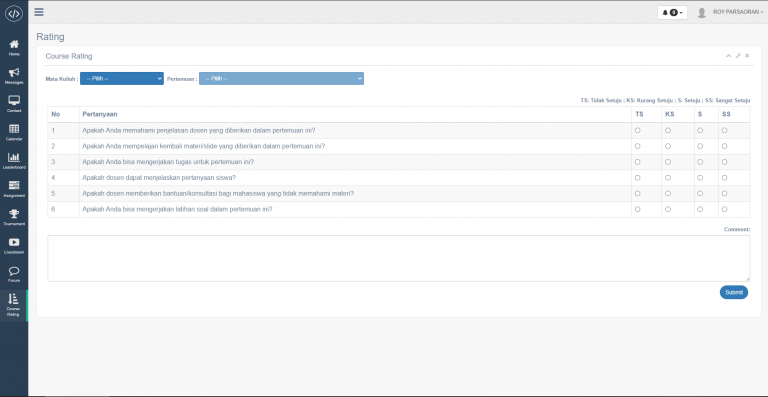 </>
0
ROY PARSAORAN
Home
Messages
Contact
Calendar
Leaderboard
Assignment
Tournament
Livestream
Forum
Course
Rating
Rating
Course Rating
Mata Kuliah : -- Pilih -- Pertemuan : -- Pilih --
TS: Tidak Setuju ; KS: Kurang Setuju ; S: Setuju ; SS: Sangat Setuju
No Pertanyaan TS KS S SS
1 Apakah Anda memahami penjelasan dosen yang diberikan dalam pertemuan ini?
2 Apakah Anda mempelajari kembali materi/slide yang diberikan dalam pertemuan ini?
3 Apakah Anda bisa mengerjakan tugas untuk pertemuan ini?
4 Apakah dosen dapat menjelaskan pertanyaan siswa?
5 Apakah dosen memberikan bantuan/konsultasi bagi mahasiswa yang tidak memahami materi?
6 Apakah Anda bisa mengerjakan latihan soal dalam pertemuan ini?
Comment:
Submit